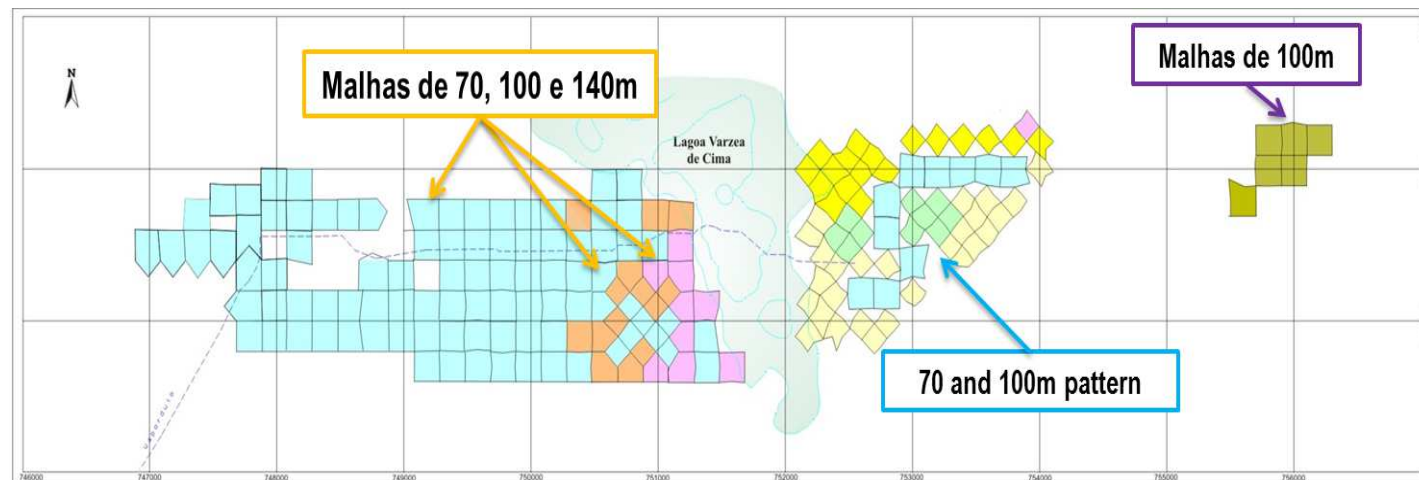 Malhas de 100m
N
Malhas de 70, 100 e 140m
Lagoa Varzea
de Cima
70 and 100m pattern
746000 747000 748000 749000 750000 751000 752000 753000 754000 755000 756000